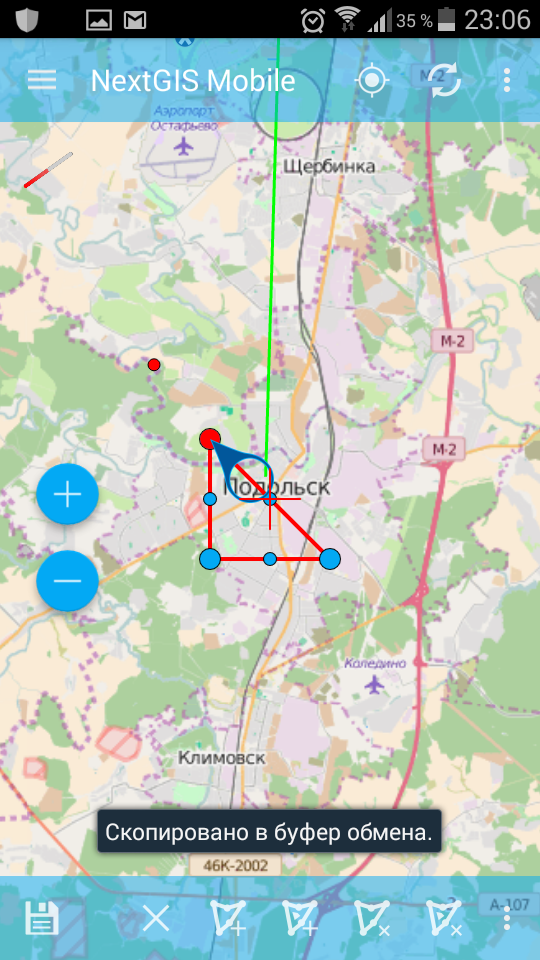 35 %
23:06
NextGIS Mobile
M-2
Аэропорт
Остафьево
Щербинка
M-2
M-2
Подольск
Коледино
Климовск
Скопировано в буфер обмена.
46К-2002
А-107